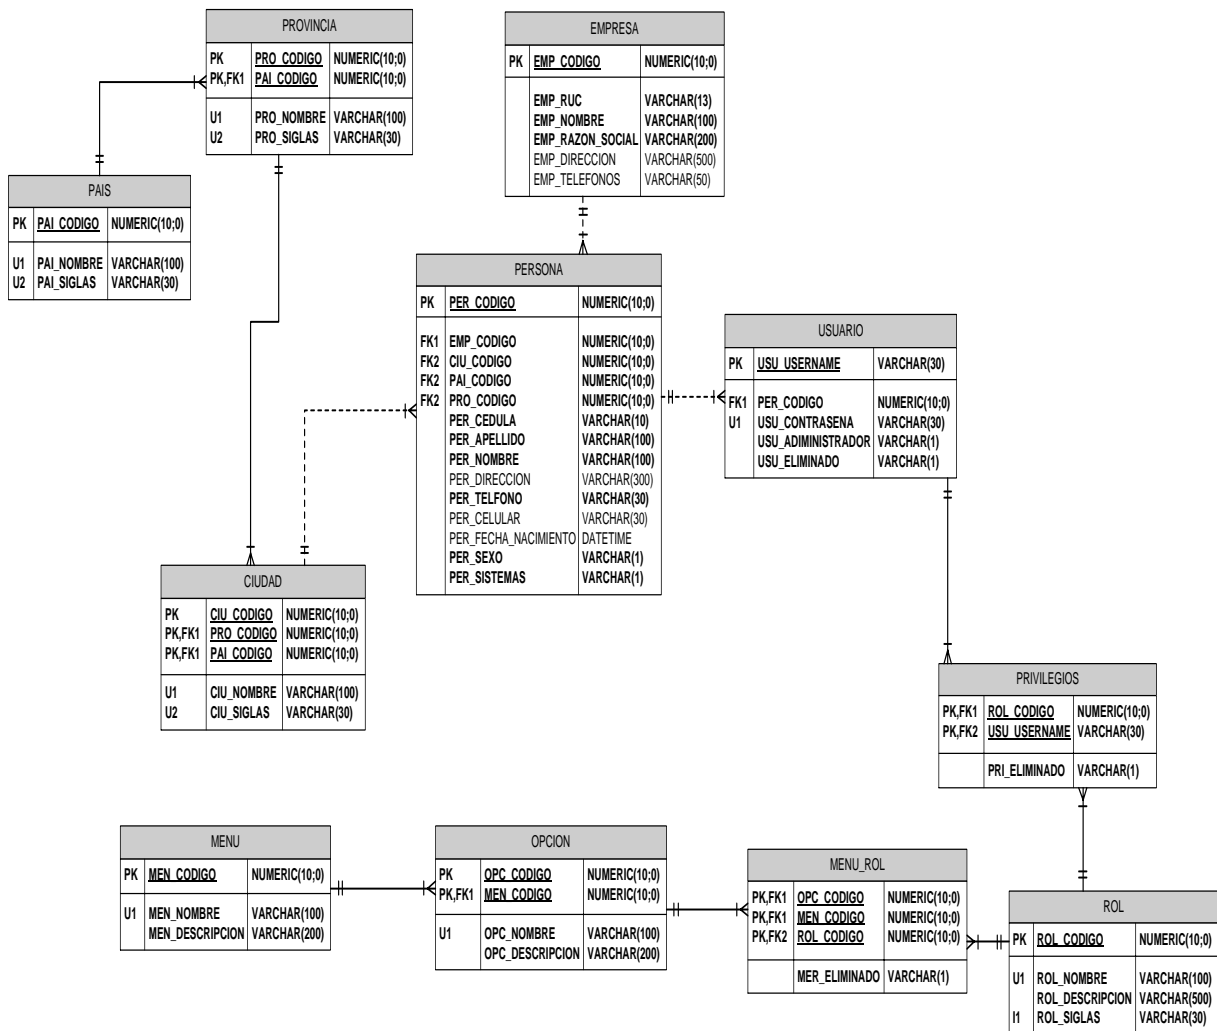 PROVINCIA
PK PRO_CODIGO NUMERIC(10;0)
PK,FK1 PAI_CODIGO NUMERIC(10;0)
U1 PRO_NOMBRE VARCHAR(100)
U2 PRO_SIGLAS VARCHAR(30)
EMPRESA
PK EMP_CODIGO NUMERIC(10;0)
EMP_RUC VARCHAR(13)
EMP_NOMBRE VARCHAR(100)
EMP_RAZON_SOCIAL VARCHAR(200)
EMP_DIRECCION VARCHAR(500)
EMP_TELEFONOS VARCHAR(50)
PAIS
PK PAI_CODIGO NUMERIC(10;0)
U1 PAI_NOMBRE VARCHAR(100)
U2 PAI_SIGLAS VARCHAR(30)
PERSONA
PK PER_CODIGO NUMERIC(10;0)
FK1 EMP_CODIGO NUMERIC(10;0)
FK2 CIU_CODIGO NUMERIC(10;0)
FK2 PAI_CODIGO NUMERIC(10;0)
FK2 PRO_CODIGO NUMERIC(10;0)
PER_CEDULA VARCHAR(10)
PER_APELLIDO VARCHAR(100)
PER_NOMBRE VARCHAR(100)
PER_DIRECCION VARCHAR(300)
PER_TELFONO VARCHAR(30)
PER_CELULAR VARCHAR(30)
PER_FECHA_NACIMIENTO DATETIME
PER_SEXO VARCHAR(1)
PER_SISTEMAS VARCHAR(1)
USUARIO
PK USU_USERNAME VARCHAR(30)
FK1 PER_CODIGO NUMERIC(10;0)
U1 USU_CONTRASENA VARCHAR(30)
USU_ADIMINISTRADOR VARCHAR(1)
USU_ELIMINADO VARCHAR(1)
CIUDAD
PK CIU_CODIGO NUMERIC(10;0)
PK,FK1 PRO_CODIGO NUMERIC(10;0)
PK,FK1 PAI_CODIGO NUMERIC(10;0)
U1 CIU_NOMBRE VARCHAR(100)
U2 CIU_SIGLAS VARCHAR(30)
PRIVILEGIOS
PK,FK1 ROL_CODIGO NUMERIC(10;0)
PK,FK2 USU_USERNAME VARCHAR(30)
PRI_ELIMINADO VARCHAR(1)
MENU
PK MEN_CODIGO NUMERIC(10;0)
U1 MEN_NOMBRE VARCHAR(100)
MEN_DESCRIPCION VARCHAR(200)
OPCION
PK OPC_CODIGO NUMERIC(10;0)
PK,FK1 MEN_CODIGO NUMERIC(10;0)
U1 OPC_NOMBRE VARCHAR(100)
OPC_DESCRIPCION VARCHAR(200)
MENU_ROL
PK,FK1 OPC_CODIGO NUMERIC(10;0)
PK,FK1 MEN_CODIGO NUMERIC(10;0)
PK,FK2 ROL_CODIGO NUMERIC(10;0)
MER_ELIMINADO VARCHAR(1)
ROL
PK ROL_CODIGO NUMERIC(10;0)
U1 ROL_NOMBRE VARCHAR(100)
ROL_DESCRIPCION VARCHAR(500)
I1 ROL_SIGLAS VARCHAR(30)